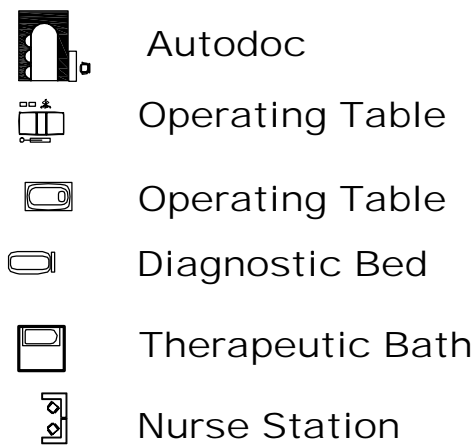 Autodoc
Operating Table
Operating Table
Diagnostic Bed
Therapeutic Bath
Nurse Station